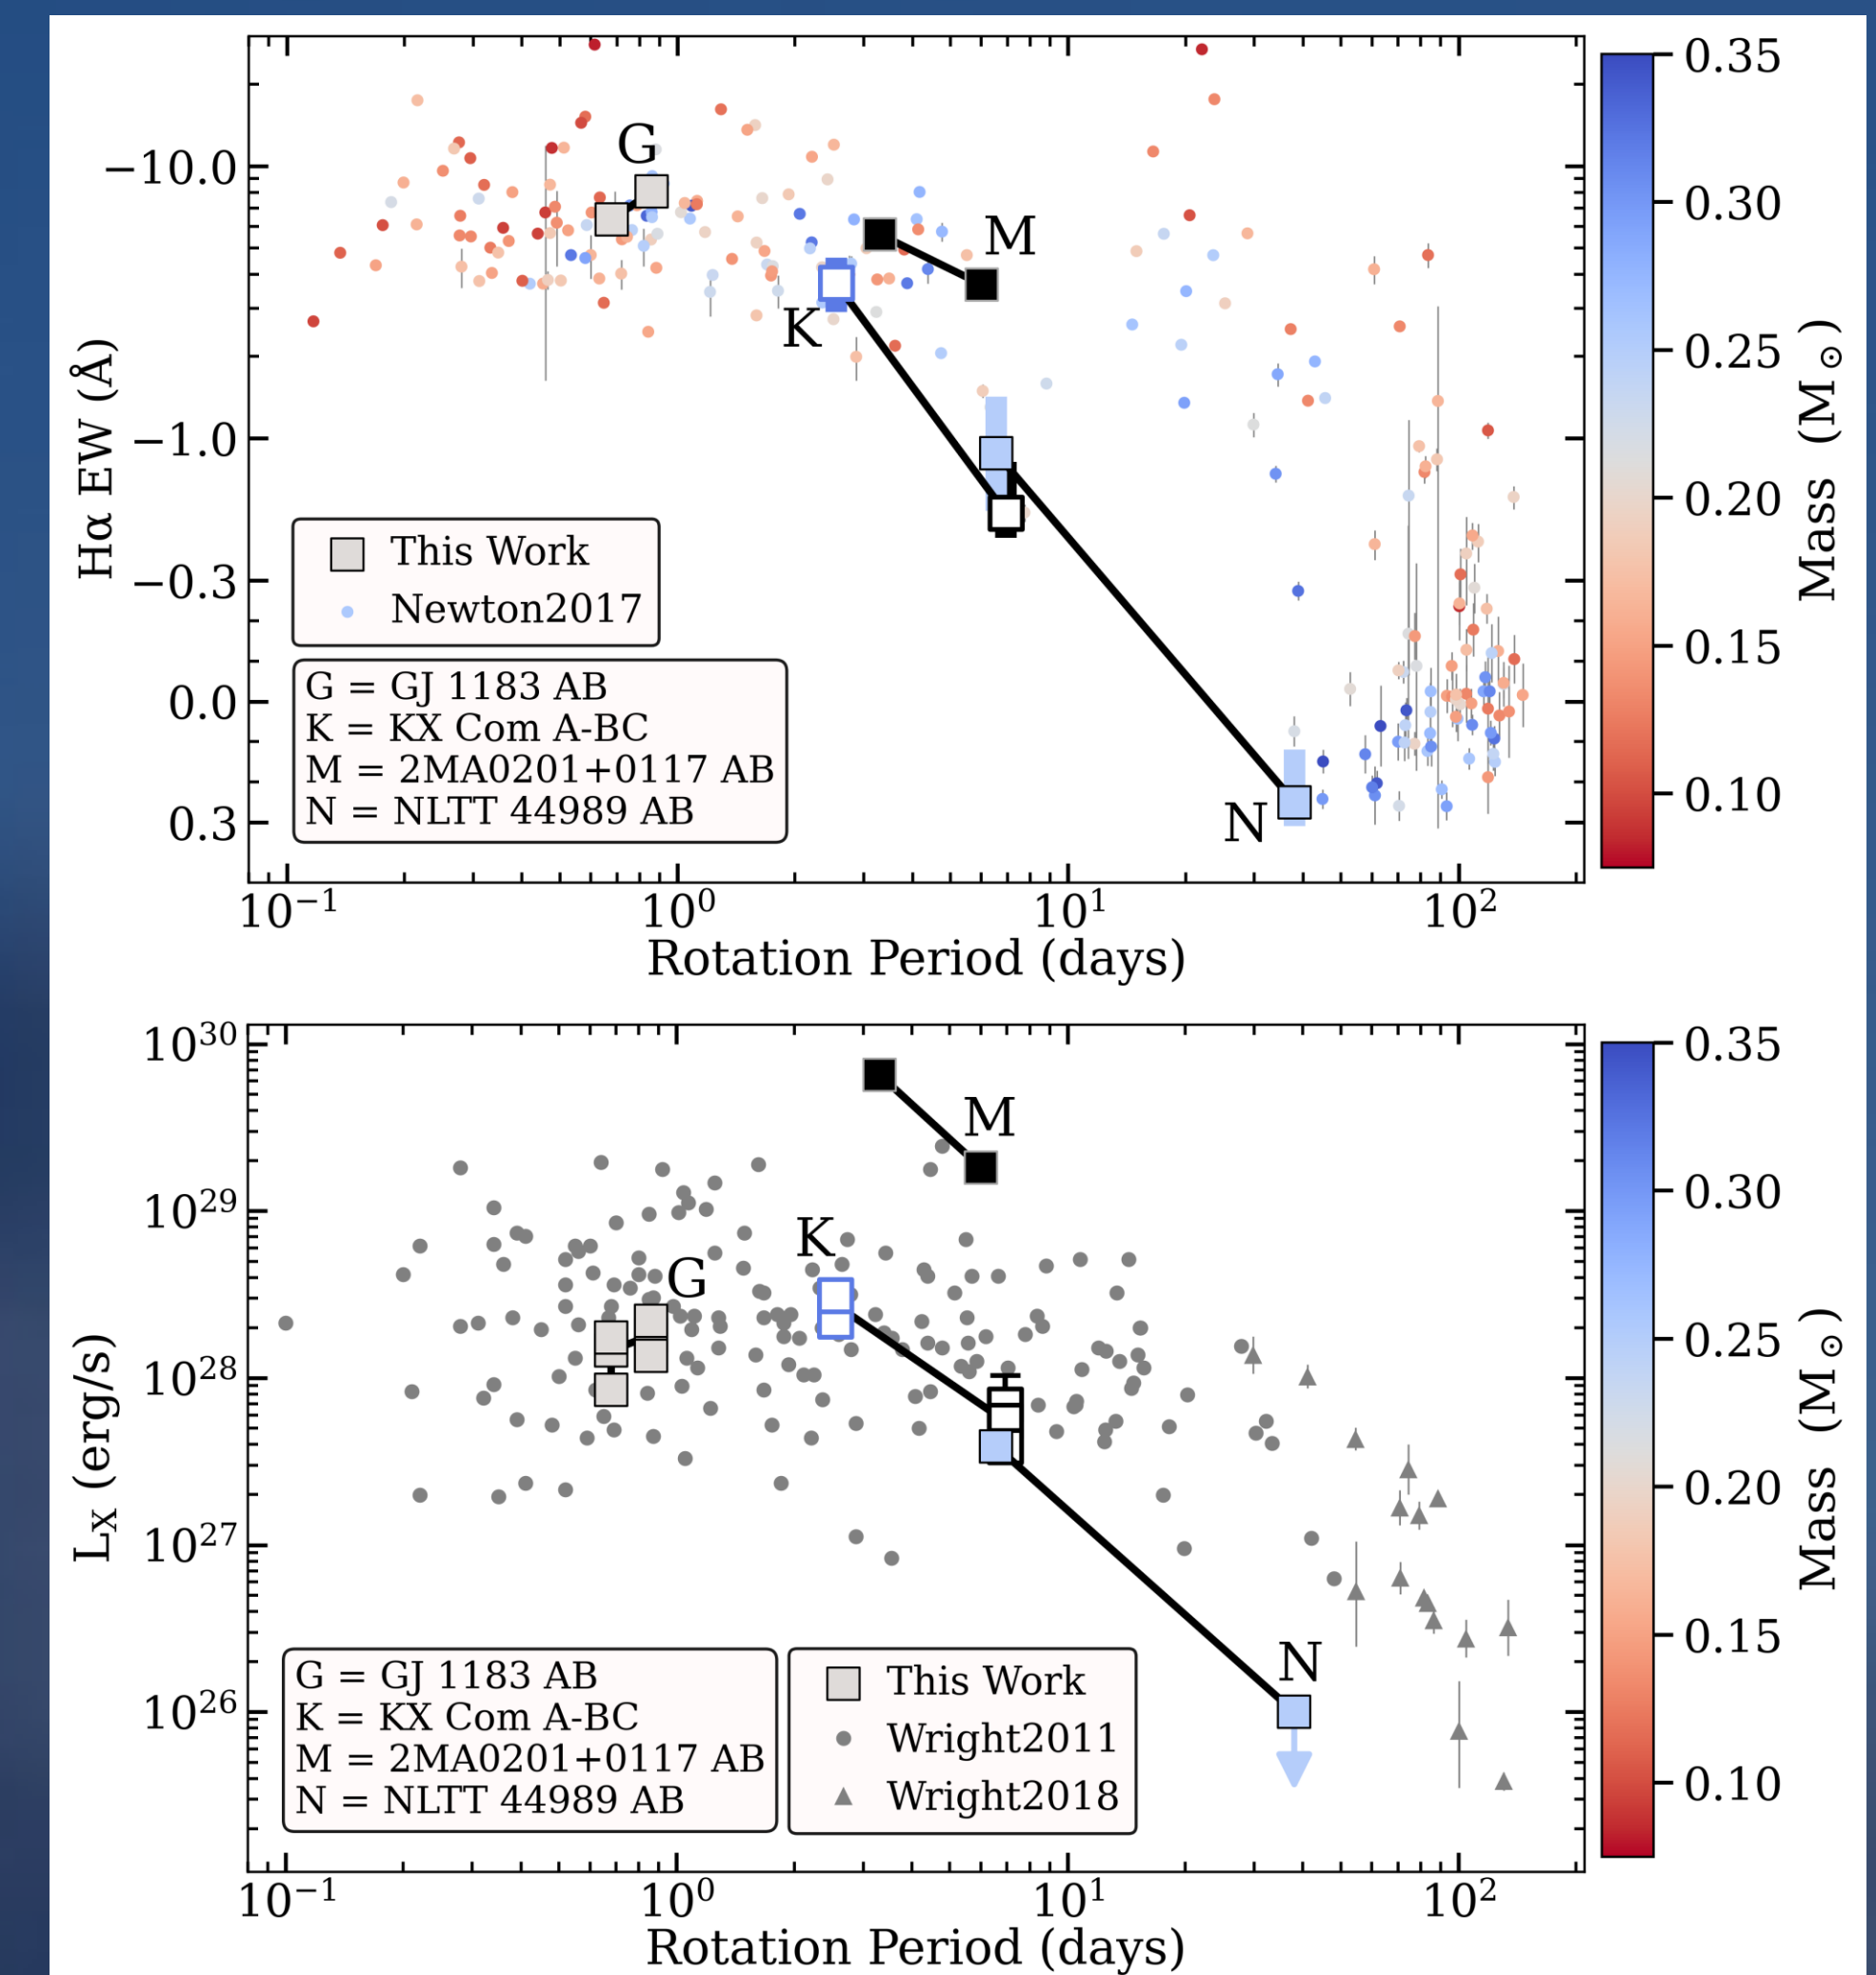 G
M
K
N
−10.0
−1.0
−0.3
0.0
0.3
Hα EW (Å)
This Work
Newton2017
G = GJ 1183 AB
K = KX Com A-BC
M = 2MA0201+0117 AB
N = NLTT 44989 AB
10⁻¹ 10⁰ 10¹ 10²
Rotation Period (days)
0.35
0.30
0.25
0.20
0.15
0.10
Mass (M⊙)
10³⁰
10²⁹
10²⁸
10²⁷
10²⁶
Lₓ (erg/s)
M
K
G
N
G = GJ 1183 AB
K = KX Com A-BC
M = 2MA0201+0117 AB
N = NLTT 44989 AB
This Work
Wright2011
Wright2018
10⁻¹ 10⁰ 10¹ 10²
Rotation Period (days)
0.35
0.30
0.25
0.20
0.15
0.10
Mass (M⊙)